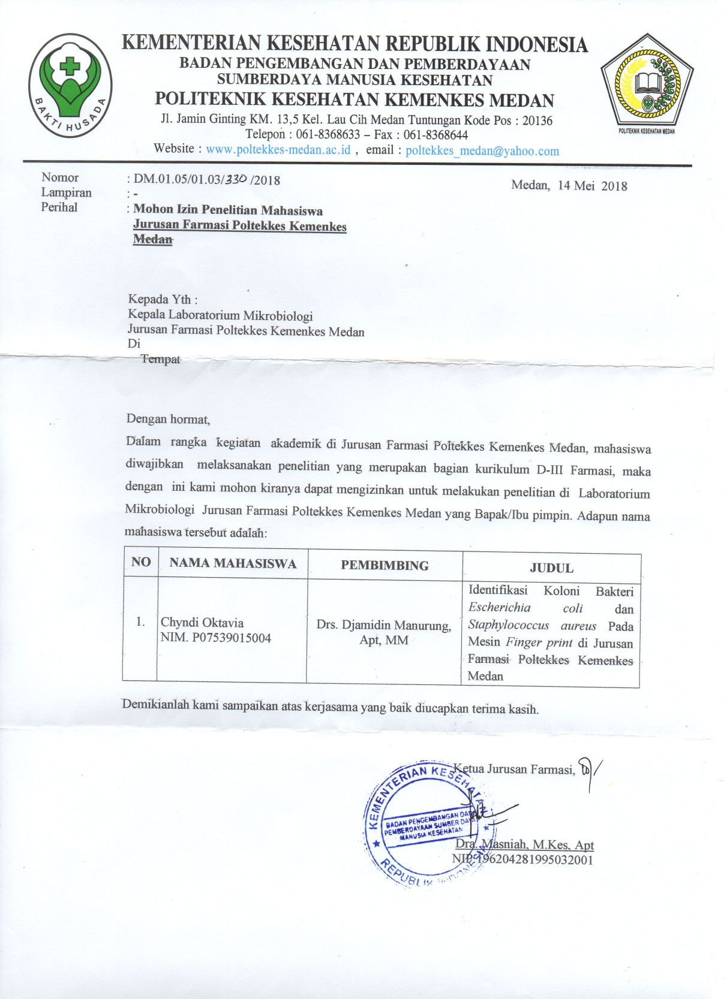 KEMENTERIAN KESEHATAN REPUBLIK INDONESIA
BADAN PENGEMBANGAN DAN PEMBERDAYAAN
SUMBERDAYA MANUSIA KESEHATAN
POLITEKNIK KESEHATAN KEMENKES MEDAN
Jl. Jamin Ginting KM. 13,5 Kel. Lau Cih Medan Tuntungan Kode Pos : 20136
Telepon : 061-8368633 – Fax : 061-8368644
Website : www.poltekkes-medan.ac.id , email : poltekkes_medan@yahoo.com
BAKTI HUSADA
POLITEKNIK KESEHATAN MEDAN
Nomor : DM.01.05/01.03/330 /2018
Medan, 14 Mei 2018
Lampiran : -
Perihal : Mohon Izin Penelitian Mahasiswa
Jurusan Farmasi Poltekkes Kemenkes
Medan
Kepada Yth :
Kepala Laboratorium Mikrobiologi
Jurusan Farmasi Poltekkes Kemenkes Medan
Di
Tempat
Dengan hormat,
Dalam rangka kegiatan akademik di Jurusan Farmasi Poltekkes Kemenkes Medan, mahasiswa
diwajibkan melaksanakan penelitian yang merupakan bagian kurikulum D-III Farmasi, maka
dengan ini kami mohon kiranya dapat mengizinkan untuk melakukan penelitian di Laboratorium
Mikrobiologi Jurusan Farmasi Poltekkes Kemenkes Medan yang Bapak/Ibu pimpin. Adapun nama
mahasiswa tersebut adalah:
NO NAMA MAHASISWA PEMBIMBING JUDUL
1.
Chyndi Oktavia
NIM. P07539015004
Drs. Djamidin Manurung,
Apt, MM
Identifikasi Koloni Bakteri
Escherichia coli dan
Staphylococcus aureus Pada
Mesin Finger print di Jurusan
Farmasi Poltekkes Kemenkes
Medan
Demikianlah kami sampaikan atas kerjasama yang baik diucapkan terima kasih.
Ketua Jurusan Farmasi,
KEMENTERIAN KESEHATAN
BADAN PENGEMBANGAN DAN
PEMBERDAYAAN SUMBER DAYA
MANUSIA KESEHATAN
REPUBLIK INDONESIA
Dra. Masniah, M.Kes, Apt
NIP.196204281995032001